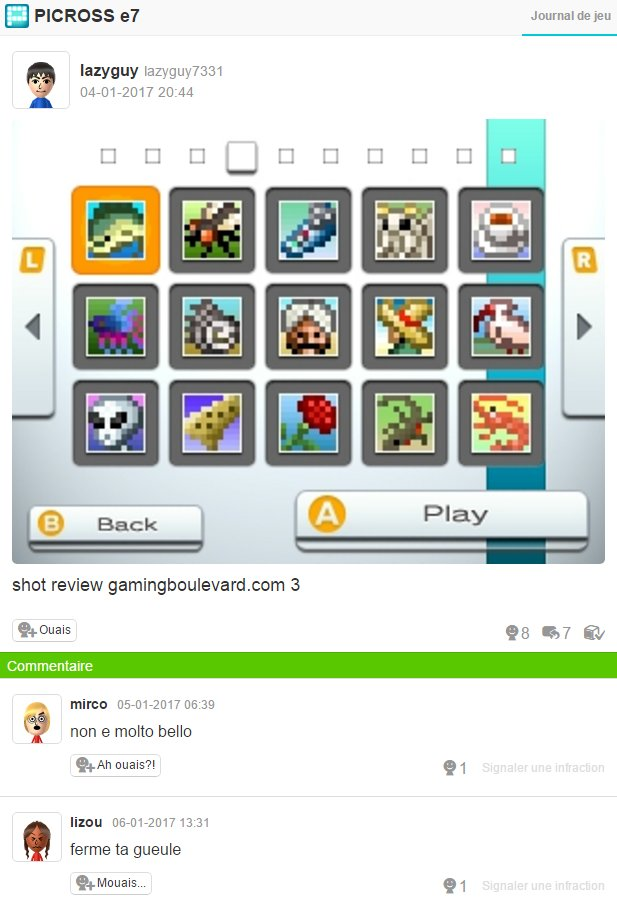 PICROSS e7
Journal de jeu
lazyguy lazyguy7331
04-01-2017 20:44
L
R
B Back
A Play
shot review gamingboulevard.com 3
Ouais
8 7
Commentaire
mirco 05-01-2017 06:39
non e molto bello
Ah ouais?!
1 Signaler une infraction
lizou 06-01-2017 13:31
ferme ta gueule
Mouais...
1 Signaler une infraction